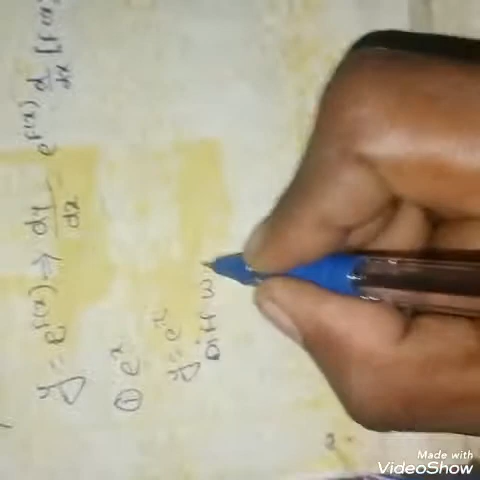 y = e^f(x) ⇒ dy/dx = e^f(x) d/dx [f(x)
① e^x
y = e^x
Diff w
Made with
VideoShow